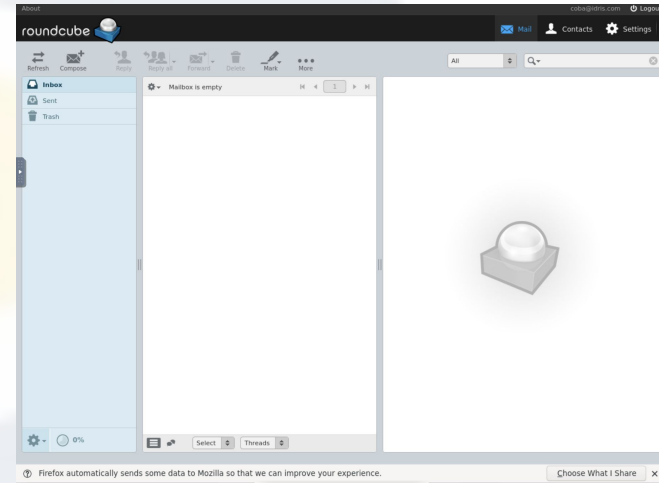 About coba@idris.com Logou
roundcube Mail Contacts Settings
Refresh Compose Reply Reply all Forward Delete Mark More All
Inbox Mailbox is empty 1
Sent
Trash
0% Select Threads
Firefox automatically sends some data to Mozilla so that we can improve your experience. Choose What I Share